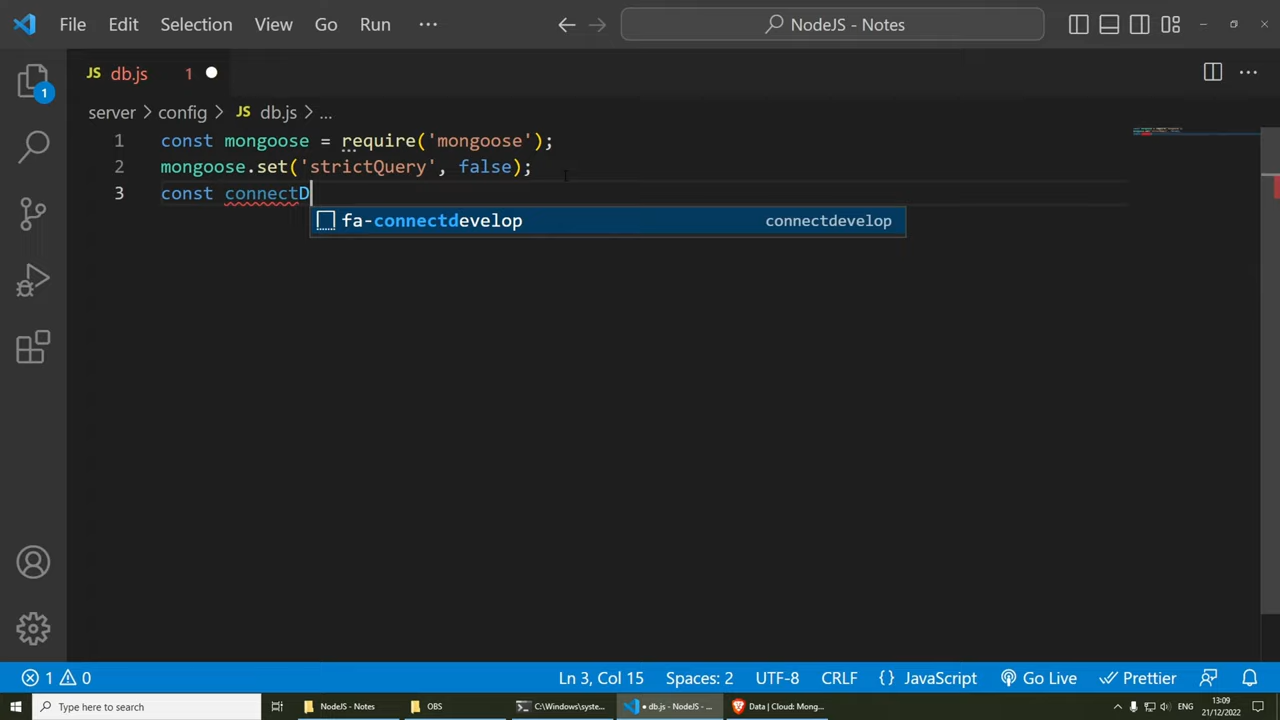 File Edit Selection View Go Run ··· NodeJS - Notes
JS db.js 1
server > config > JS db.js > ...
1 const mongoose = require('mongoose');
2 mongoose.set('strictQuery', false);
3 const connectD
fa-connectdevelop connectdevelop
1
1 0 Ln 3, Col 15 Spaces: 2 UTF-8 CRLF {} JavaScript Go Live Prettier
Type here to search NodeJS - Notes OBS C:\Windows\syste... db.js - NodeJS - ... Data | Cloud: Mong... ENG 13:09
21/12/2022